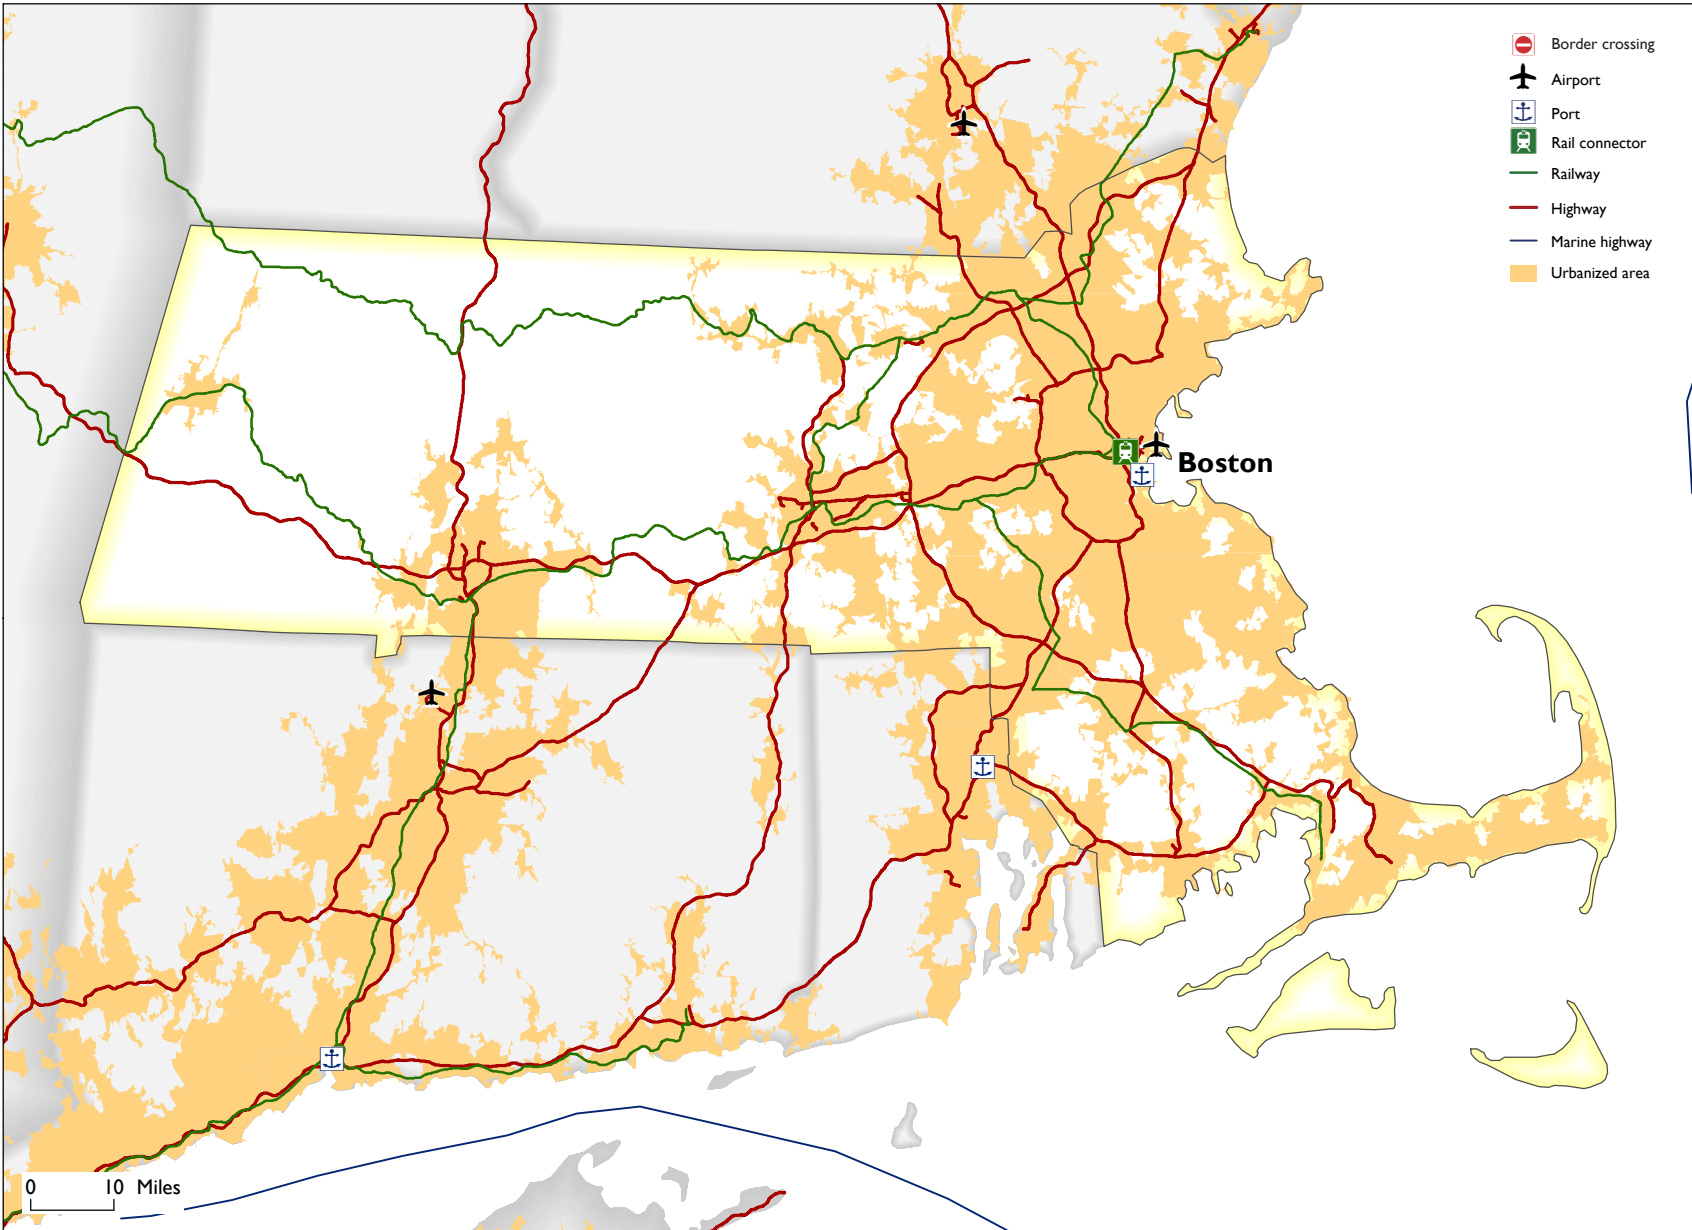 Border crossing
Airport
Port
Rail connector
Railway
Highway
Marine highway
Urbanized area
Boston
0 10 Miles